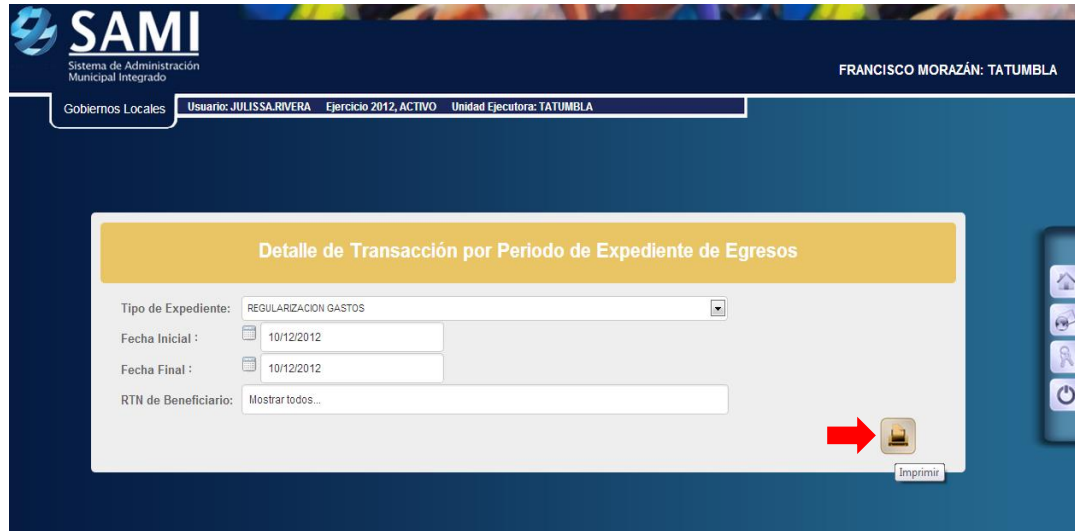 SAMI
Sistema de Administración
Municipal Integrado
FRANCISCO MORAZÁN: TATUMBLA
Gobiernos Locales
Usuario: JULISSA.RIVERA Ejercicio 2012, ACTIVO Unidad Ejecutora: TATUMBLA
Detalle de Transacción por Periodo de Expediente de Egresos
Tipo de Expediente: REGULARIZACION GASTOS
Fecha Inicial : 10/12/2012
Fecha Final : 10/12/2012
RTN de Beneficiario: Mostrar todos...
Imprimir